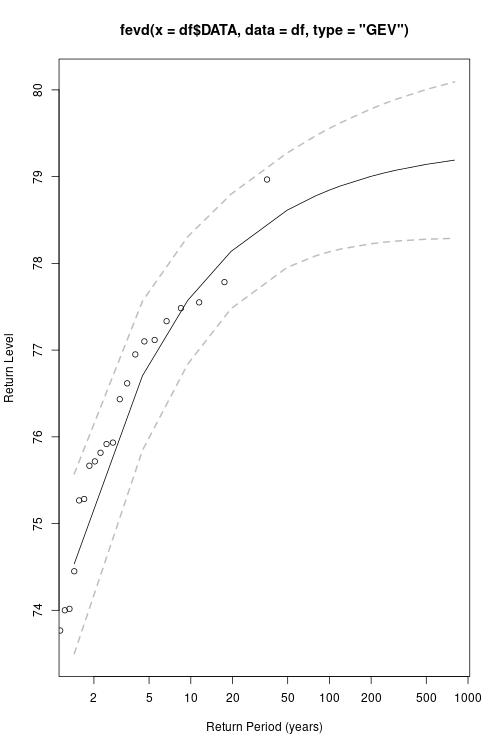 fevd(x = df$DATA, data = df, type = "GEV")
80
79
78
77
76
75
74
Return Level
2 5 10 20 50 100 200 500 1000
Return Period (years)